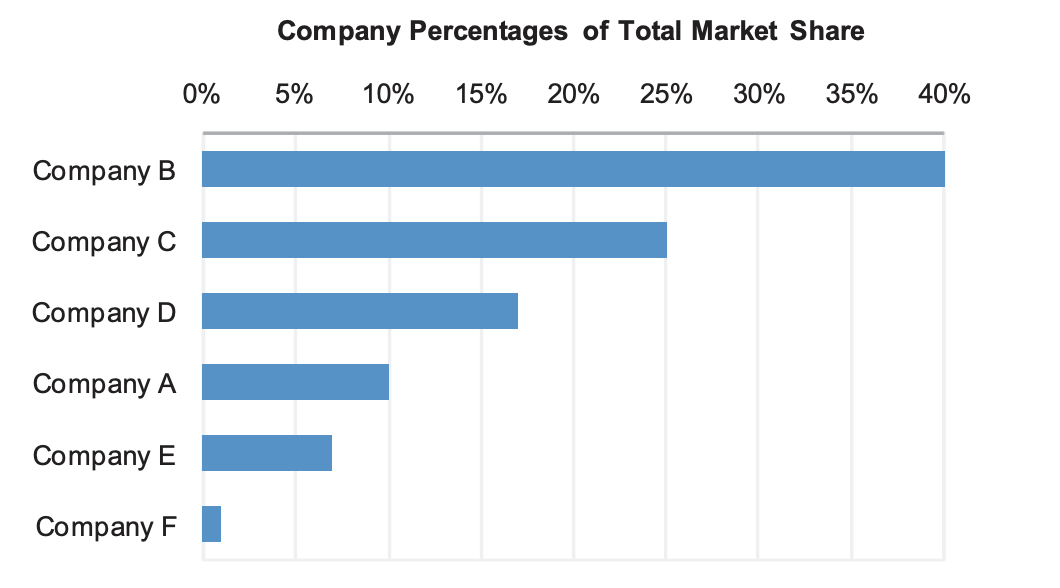 Company Percentages of Total Market Share
0% 5% 10% 15% 20% 25% 30% 35% 40%
Company B
Company C
Company D
Company A
Company E
Company F